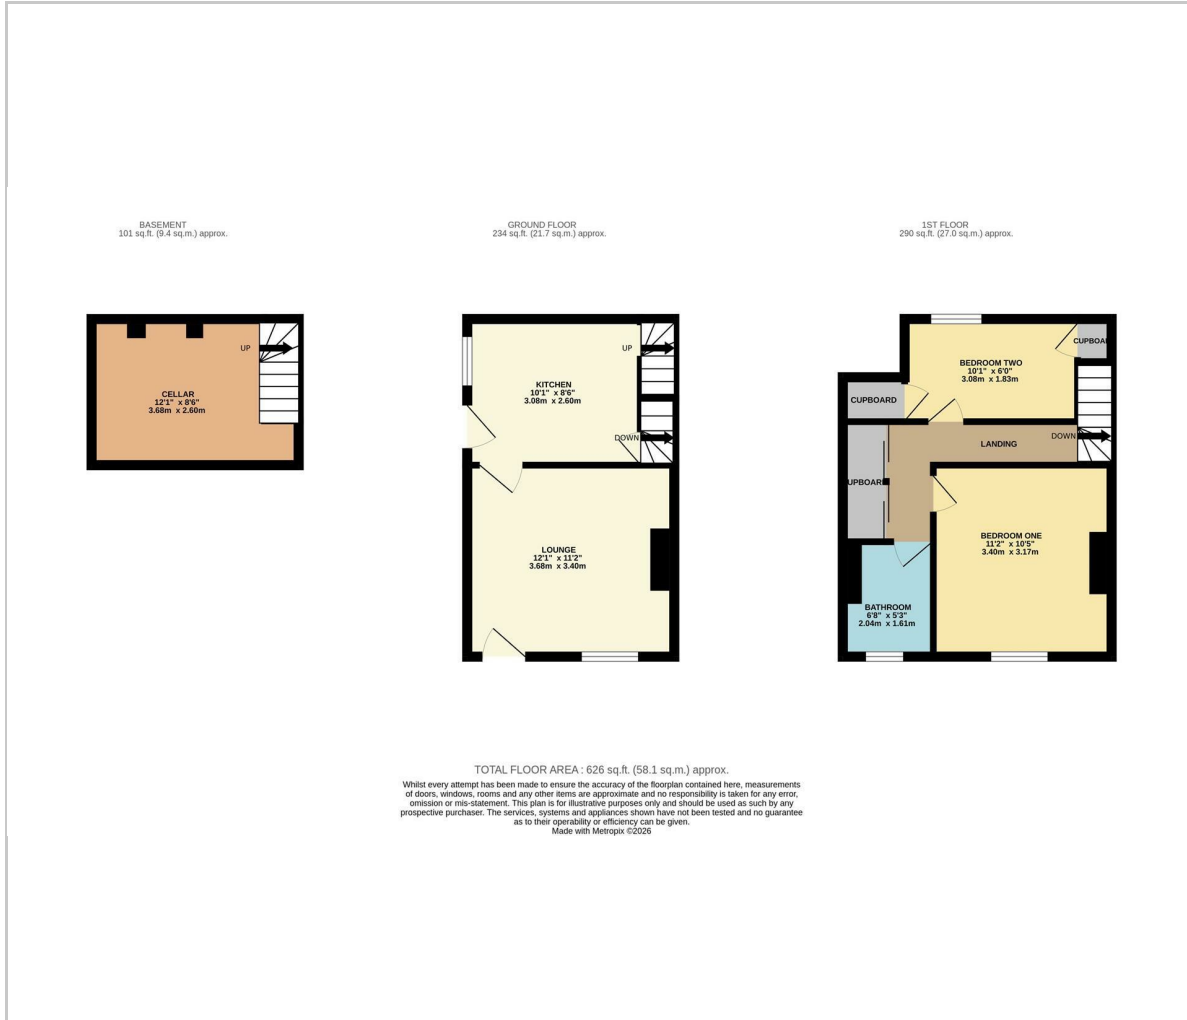 BASEMENT
101 sq.ft. (9.4 sq.m.) approx.
UP
CELLAR
12'1" x 8'6"
3.68m x 2.60m
GROUND FLOOR
234 sq.ft. (21.7 sq.m.) approx.
UP
KITCHEN
10'1" x 8'6"
3.08m x 2.60m
DOWN
LOUNGE
12'1" x 11'2"
3.68m x 3.40m
1ST FLOOR
290 sq.ft. (27.0 sq.m.) approx.
CUPBOAR
BEDROOM TWO
10'1" x 6'0"
3.08m x 1.83m
CUPBOARD
DOWN
LANDING
UPBOARD
BEDROOM ONE
11'2" x 10'5"
3.40m x 3.17m
BATHROOM
6'8" x 5'3"
2.04m x 1.61m
TOTAL FLOOR AREA : 626 sq.ft. (58.1 sq.m.) approx.
Whilst every attempt has been made to ensure the accuracy of the floorplan contained here, measurements
of doors, windows, rooms and any other items are approximate and no responsibility is taken for any error,
omission or mis-statement. This plan is for illustrative purposes only and should be used as such by any
prospective purchaser. The services, systems and appliances shown have not been tested and no guarantee
as to their operability or efficiency can be given.
Made with Metropix ©2026